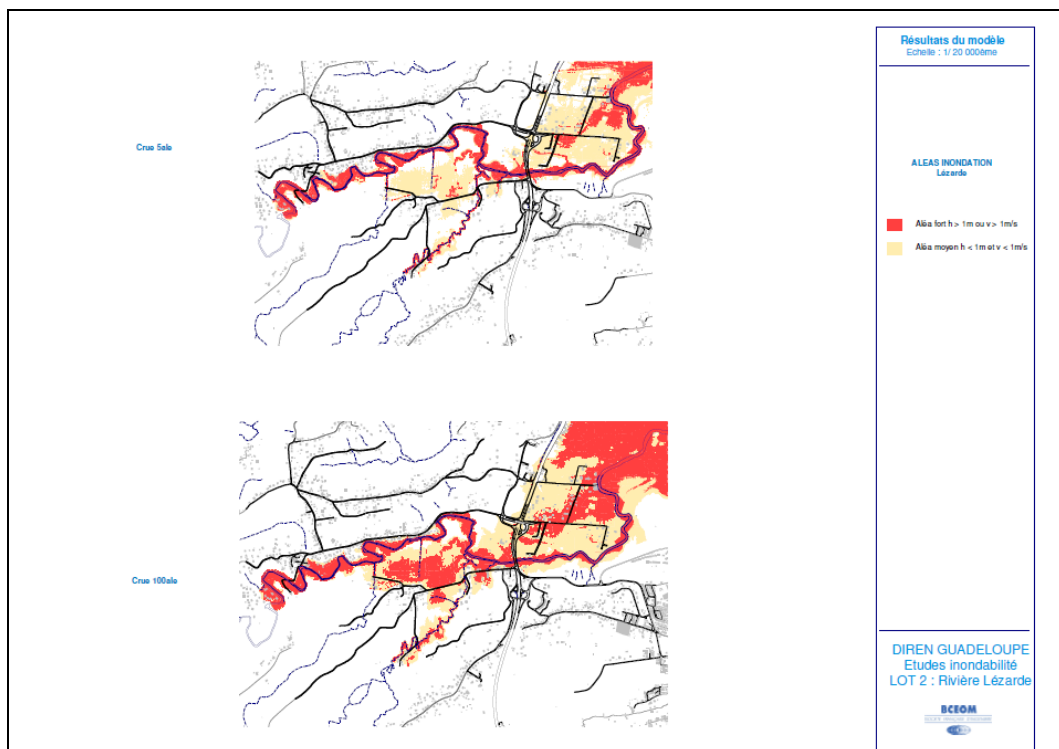 Résultats du modèle
Echelle : 1/ 20 000ème
Crue 5ale
ALEAS INONDATION
Lézarde
Aléa fort h > 1m ou v > 1m/s
Aléa moyen h < 1m et v < 1m/s
Crue 100ale
DIREN GUADELOUPE
Etudes inondabilité
LOT 2 : Rivière Lézarde
BCEOM